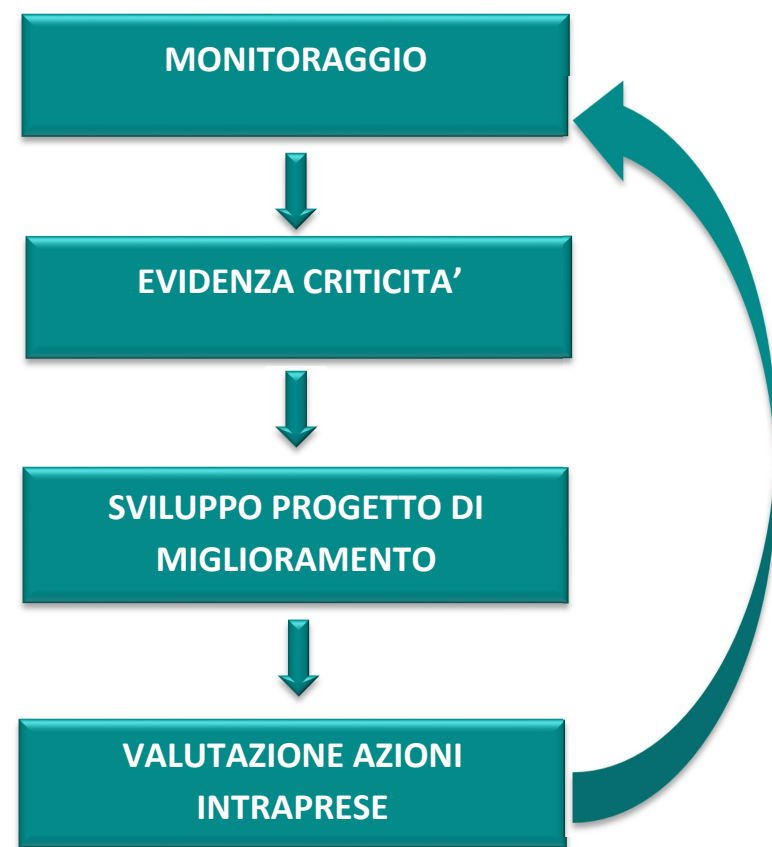 MONITORAGGIO
EVIDENZA CRITICITA’
SVILUPPO PROGETTO DI
MIGLIORAMENTO
VALUTAZIONE AZIONI
INTRAPRESE